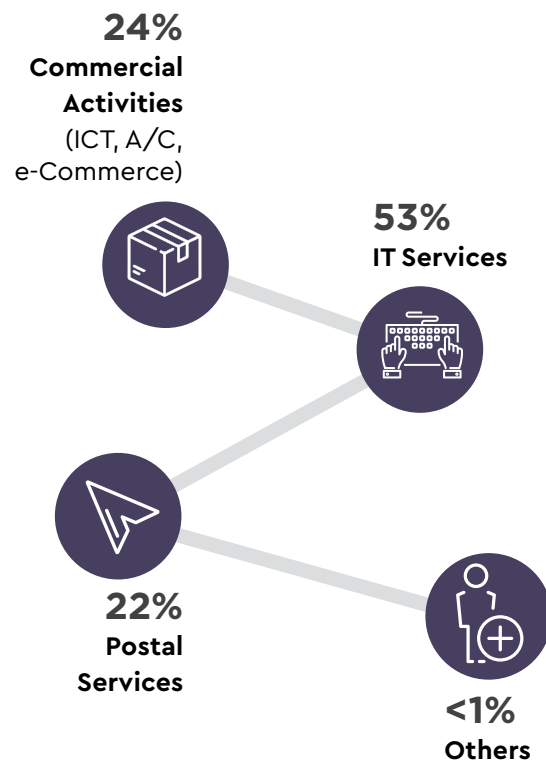 24%
Commercial
Activities
(ICT, A/C,
e-Commerce)
53%
IT Services
22%
Postal
Services
<1%
Others